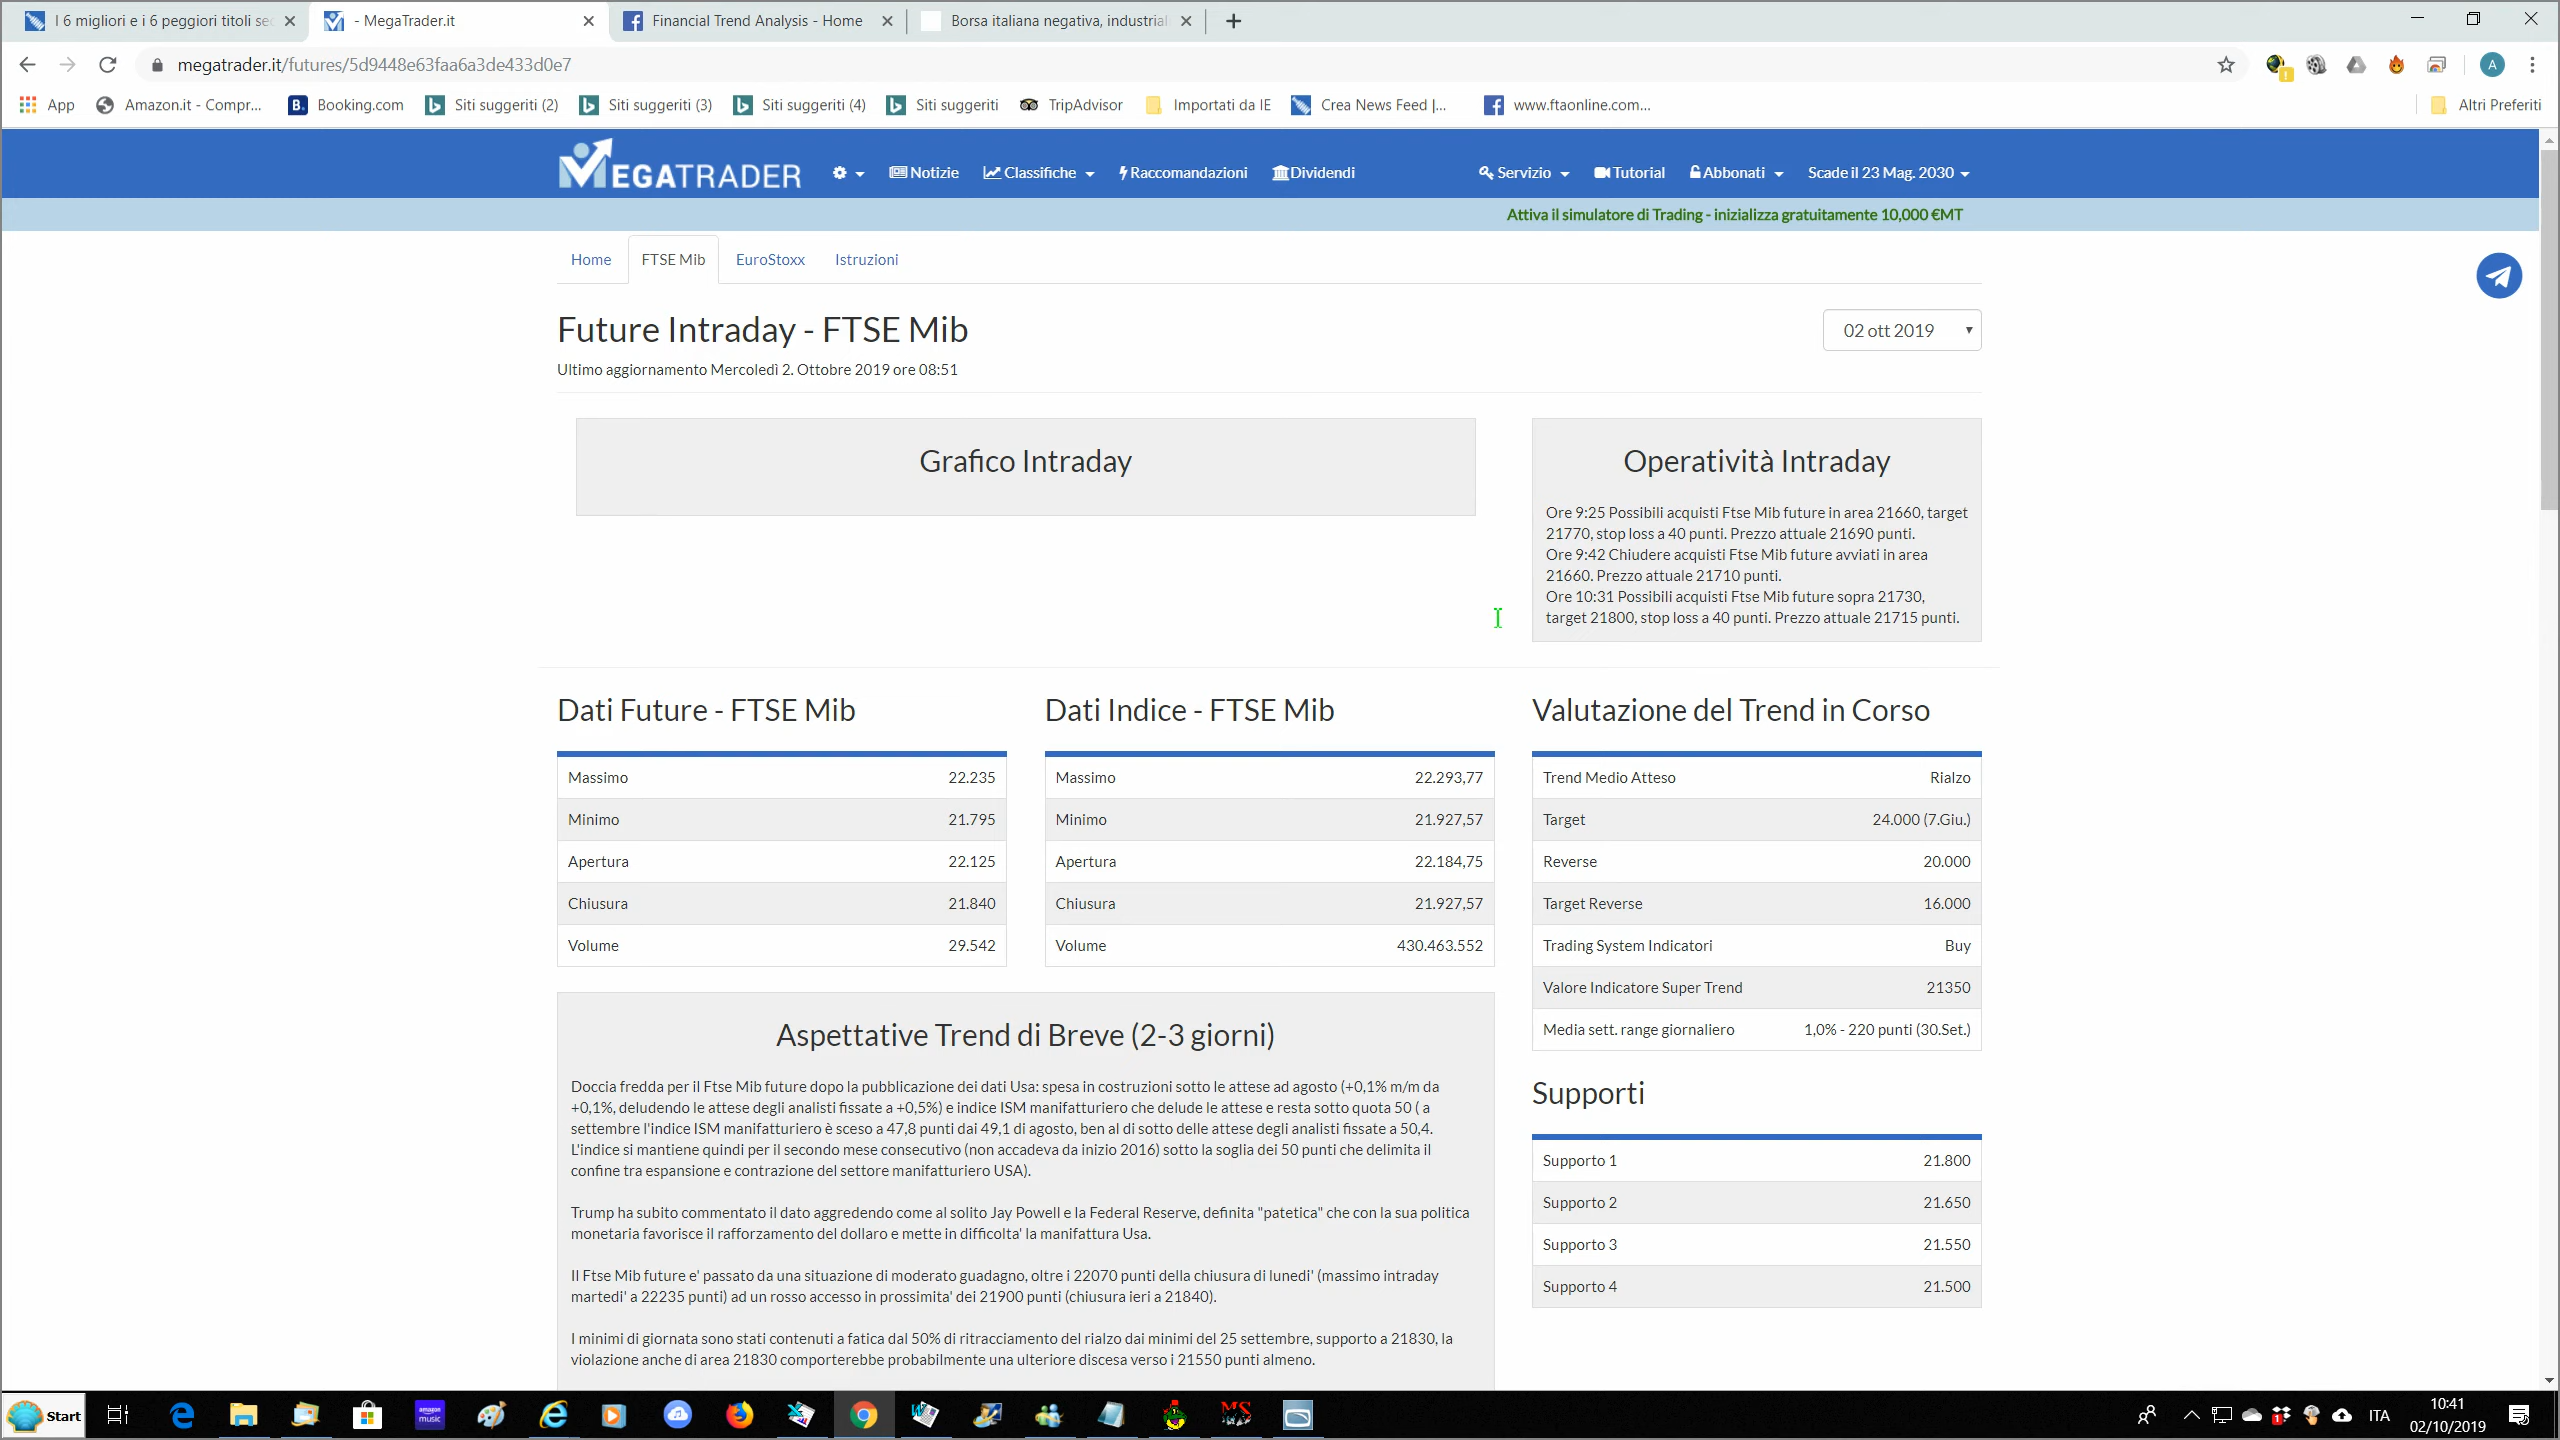 I 6 migliori e i 6 peggiori titoli se
- MegaTrader.it
Financial Trend Analysis - Home
Borsa italiana negativa, industrial
megatrader.it/futures/5d9448e63faa6a3de433d0e7
A
App
Amazon.it - Compr...
B.
Booking.com
Siti suggeriti (2)
Siti suggeriti (3)
Siti suggeriti (4)
Siti suggeriti
TripAdvisor
Importati da IE
Crea News Feed |...
www.ftaonline.com...
Altri Preferiti
MEGATRADER
Notizie
Classifiche
Raccomandazioni
Dividendi
Servizio
Tutorial
Abbonati
Scade il 23 Mag. 2030
Attiva il simulatore di Trading - inizializza gratuitamente 10,000 €MT
Home
FTSE Mib
EuroStoxx
Istruzioni
Future Intraday - FTSE Mib
02 ott 2019
Ultimo aggiornamento Mercoledì 2. Ottobre 2019 ore 08:51
Grafico Intraday
Operatività Intraday
Ore 9:25 Possibili acquisti Ftse Mib future in area 21660, target
21770, stop loss a 40 punti. Prezzo attuale 21690 punti.
Ore 9:42 Chiudere acquisti Ftse Mib future avviati in area
21660. Prezzo attuale 21710 punti.
Ore 10:31 Possibili acquisti Ftse Mib future sopra 21730,
target 21800, stop loss a 40 punti. Prezzo attuale 21715 punti.
Dati Future - FTSE Mib
Massimo 22.235
Minimo 21.795
Apertura 22.125
Chiusura 21.840
Volume 29.542
Dati Indice - FTSE Mib
Massimo 22.293,77
Minimo 21.927,57
Apertura 22.184,75
Chiusura 21.927,57
Volume 430.463.552
Valutazione del Trend in Corso
Trend Medio Atteso Rialzo
Target 24.000 (7.Giu.)
Reverse 20.000
Target Reverse 16.000
Trading System Indicatori Buy
Valore Indicatore Super Trend 21350
Media sett. range giornaliero 1,0% - 220 punti (30.Set.)
Aspettative Trend di Breve (2-3 giorni)
Doccia fredda per il Ftse Mib future dopo la pubblicazione dei dati Usa: spesa in costruzioni sotto le attese ad agosto (+0,1% m/m da
+0,1%, deludendo le attese degli analisti fissate a +0,5%) e indice ISM manifatturiero che delude le attese e resta sotto quota 50 ( a
settembre l'indice ISM manifatturiero è sceso a 47,8 punti dai 49,1 di agosto, ben al di sotto delle attese degli analisti fissate a 50,4.
L'indice si mantiene quindi per il secondo mese consecutivo (non accadeva da inizio 2016) sotto la soglia dei 50 punti che delimita il
confine tra espansione e contrazione del settore manifatturiero USA).
Trump ha subito commentato il dato aggredendo come al solito Jay Powell e la Federal Reserve, definita "patetica" che con la sua politica
monetaria favorisce il rafforzamento del dollaro e mette in difficolta' la manifattura Usa.
Il Ftse Mib future e' passato da una situazione di moderato guadagno, oltre i 22070 punti della chiusura di lunedi' (massimo intraday
martedi' a 22235 punti) ad un rosso accesso in prossimita' dei 21900 punti (chiusura ieri a 21840).
I minimi di giornata sono stati contenuti a fatica dal 50% di ritracciamento del rialzo dai minimi del 25 settembre, supporto a 21830, la
violazione anche di area 21830 comporterebbe probabilmente una ulteriore discesa verso i 21550 punti almeno.
Supporti
Supporto 1 21.800
Supporto 2 21.650
Supporto 3 21.550
Supporto 4 21.500
Start
amazon music
MS
ITA
10:41
02/10/2019